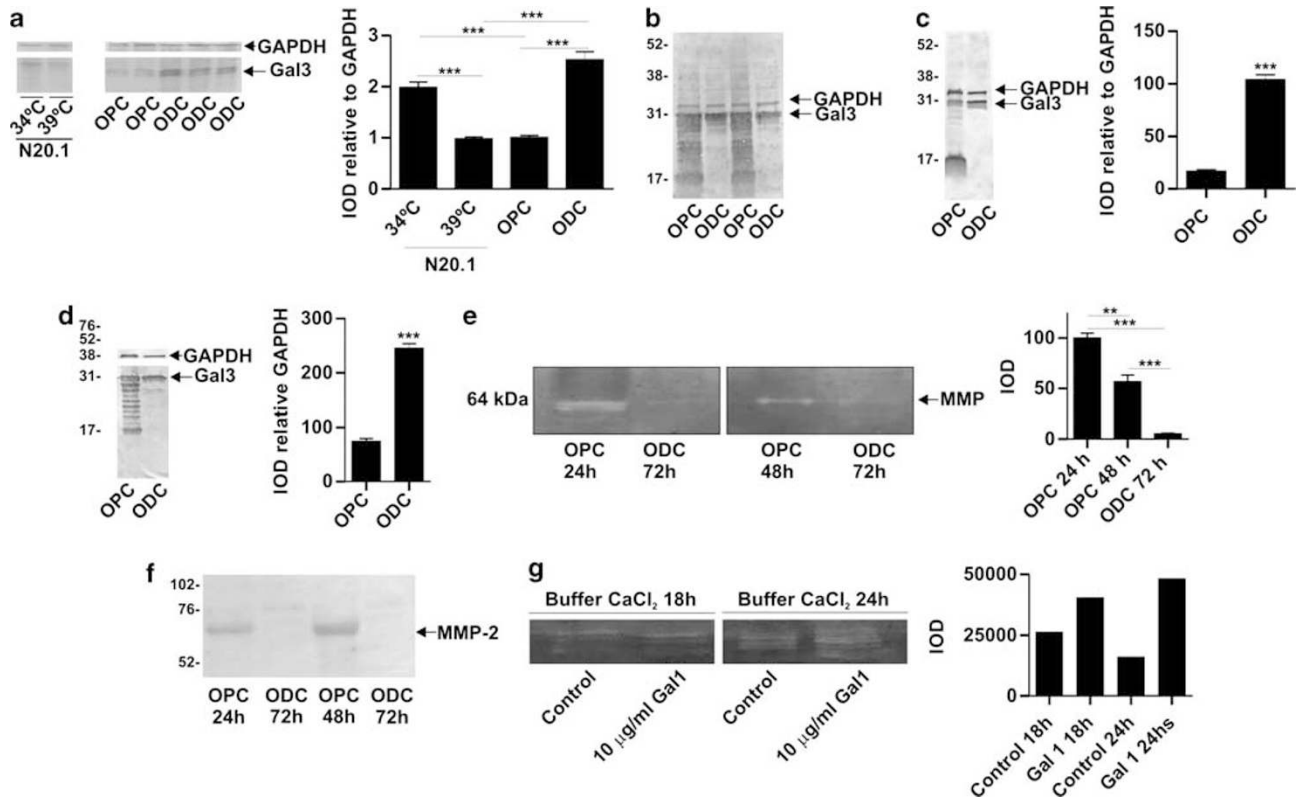 a
GAPDH
Gal3
34ºC
39ºC
OPC
OPC
ODC
ODC
ODC
N20.1
IOD relative to GAPDH
3
2
1
0
***
***
***
***
34ºC
39ºC
OPC
ODC
N20.1
b
52-
38-
31-
17-
GAPDH
Gal3
OPC
ODC
OPC
ODC
c
52-
38-
31-
17-
GAPDH
Gal3
OPC
ODC
IOD relative to GAPDH
150
100
50
0
***
OPC
ODC
d
76-
52-
38-
31-
17-
GAPDH
Gal3
OPC
ODC
IOD relative GAPDH
300
200
100
0
***
OPC
ODC
e
64 kDa
MMP
OPC ODC OPC ODC
24h 72h 48h 72h
IOD
100
50
0
**
***
***
OPC 24 h
OPC 48 h
ODC 72 h
f
102-
76-
52-
MMP-2
OPC ODC OPC ODC
24h 72h 48h 72h
g
Buffer CaCl₂ 18h Buffer CaCl₂ 24h
Control
10 µg/ml Gal1
Control
10 µg/ml Gal1
IOD
50000
25000
0
Control 18h
Gal 1 18h
Control 24h
Gal 1 24hs